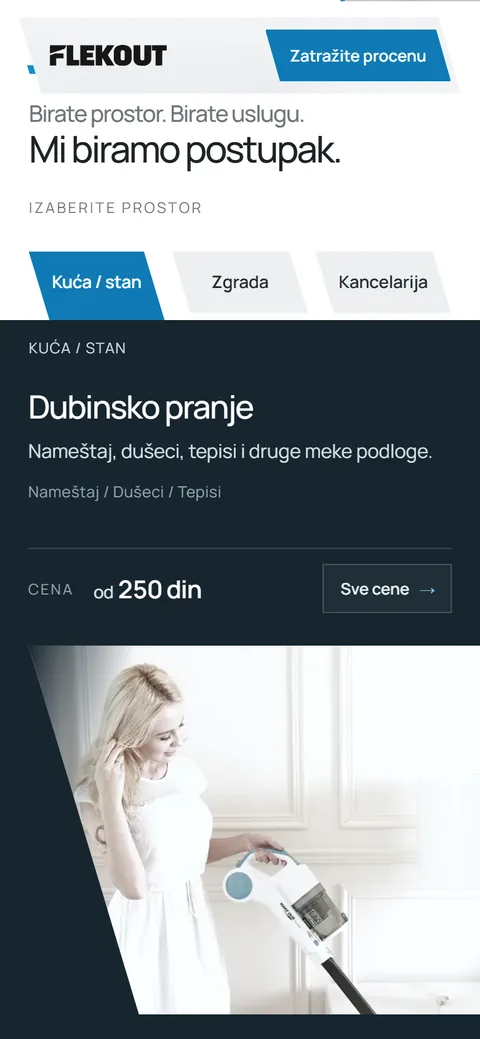 FLEKOUT
Zatražite procenu
Birate prostor. Birate uslugu.
Mi biramo postupak.
IZABERITE PROSTOR
Kuća / stan
Zgrada
Kancelarija
KUĆA / STAN
Dubinsko pranje
Nameštaj, dušeci, tepisi i druge meke podloge.
Nameštaj / Dušeci / Tepisi
CENA
od 250 din
Sve cene →